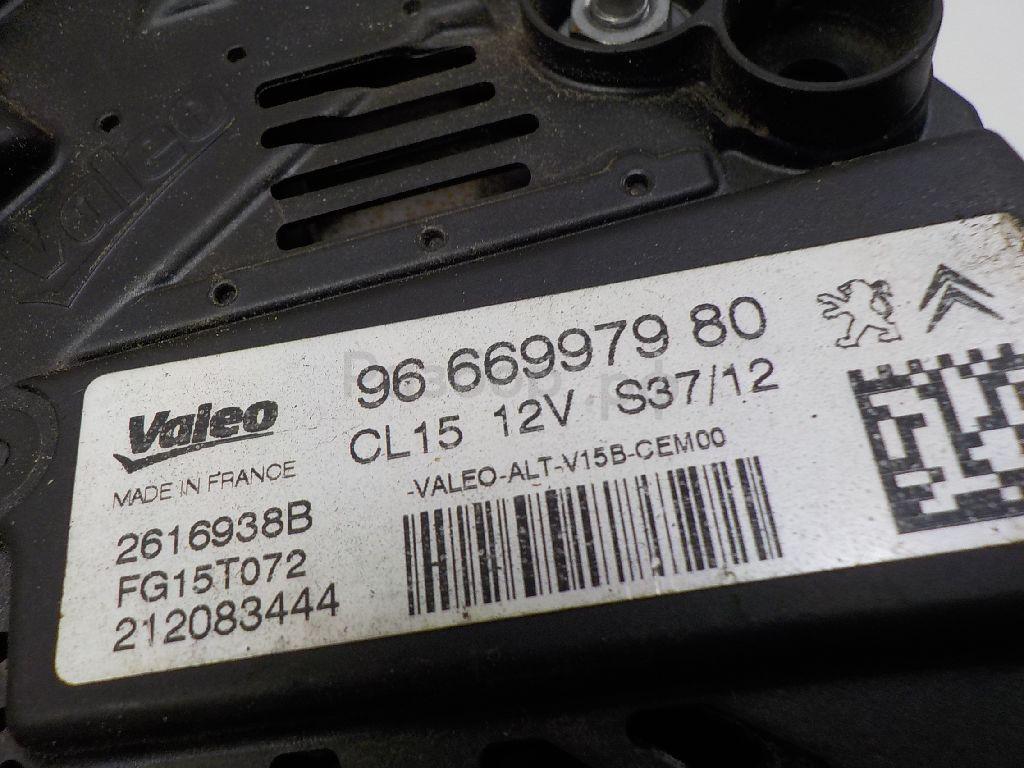 Valeo
96 669979 80
CL15 12V S37/12
Valeo
MADE IN FRANCE
-VALEO-ALT-V15B-CEM00
2616938B
FG15T072
212083444